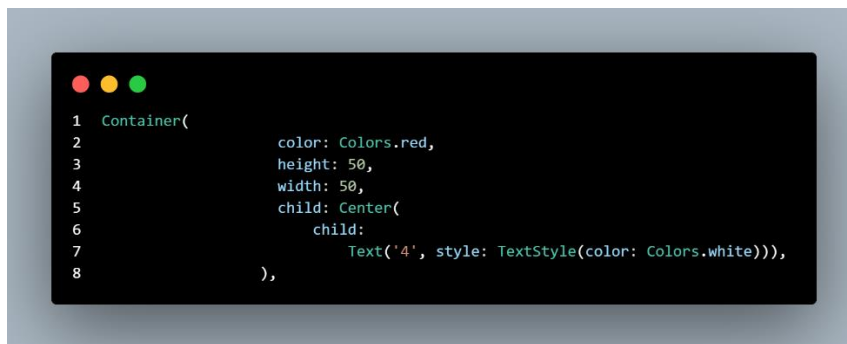 1 Container(
2 color: Colors.red,
3 height: 50,
4 width: 50,
5 child: Center(
6 child:
7 Text('4', style: TextStyle(color: Colors.white))),
8 ),